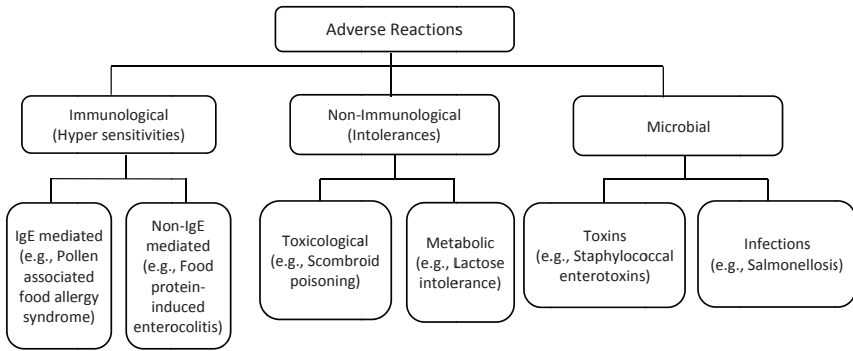 Adverse Reactions
Immunological
(Hyper sensitivities)
Non-Immunological
(Intolerances)
Microbial
IgE mediated
(e.g., Pollen
associated
food allergy
syndrome)
Non-IgE
mediated
(e.g., Food
protein-
induced
enterocolitis)
Toxicological
(e.g., Scombroid
poisoning)
Metabolic
(e.g., Lactose
intolerance)
Toxins
(e.g., Staphylococcal
enterotoxins)
Infections
(e.g., Salmonellosis)